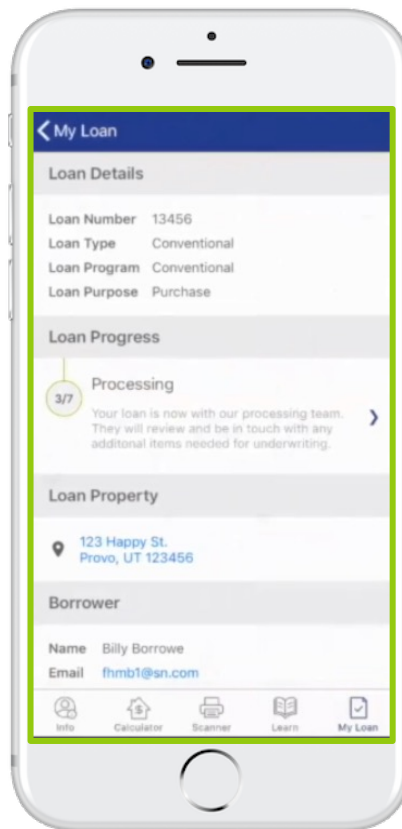 My Loan
Loan Details
Loan Number 13456
Loan Type Conventional
Loan Program Conventional
Loan Purpose Purchase
Loan Progress
3/7
Processing
Your loan is now with our processing team.
They will review and be in touch with any
additonal items needed for underwriting.
Loan Property
123 Happy St.
Provo, UT 123456
Borrower
Name Billy Borrowe
Email fhmb1@sn.com
Info Calculator Scanner Learn My Loan